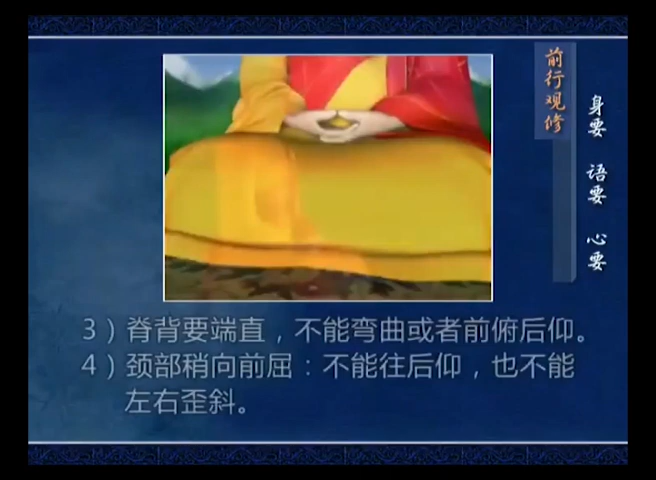 前行观修
身要 语要 心要
3）脊背要端直，不能弯曲或者前俯后仰。
4）颈部稍向前屈：不能往后仰，也不能
左右歪斜。